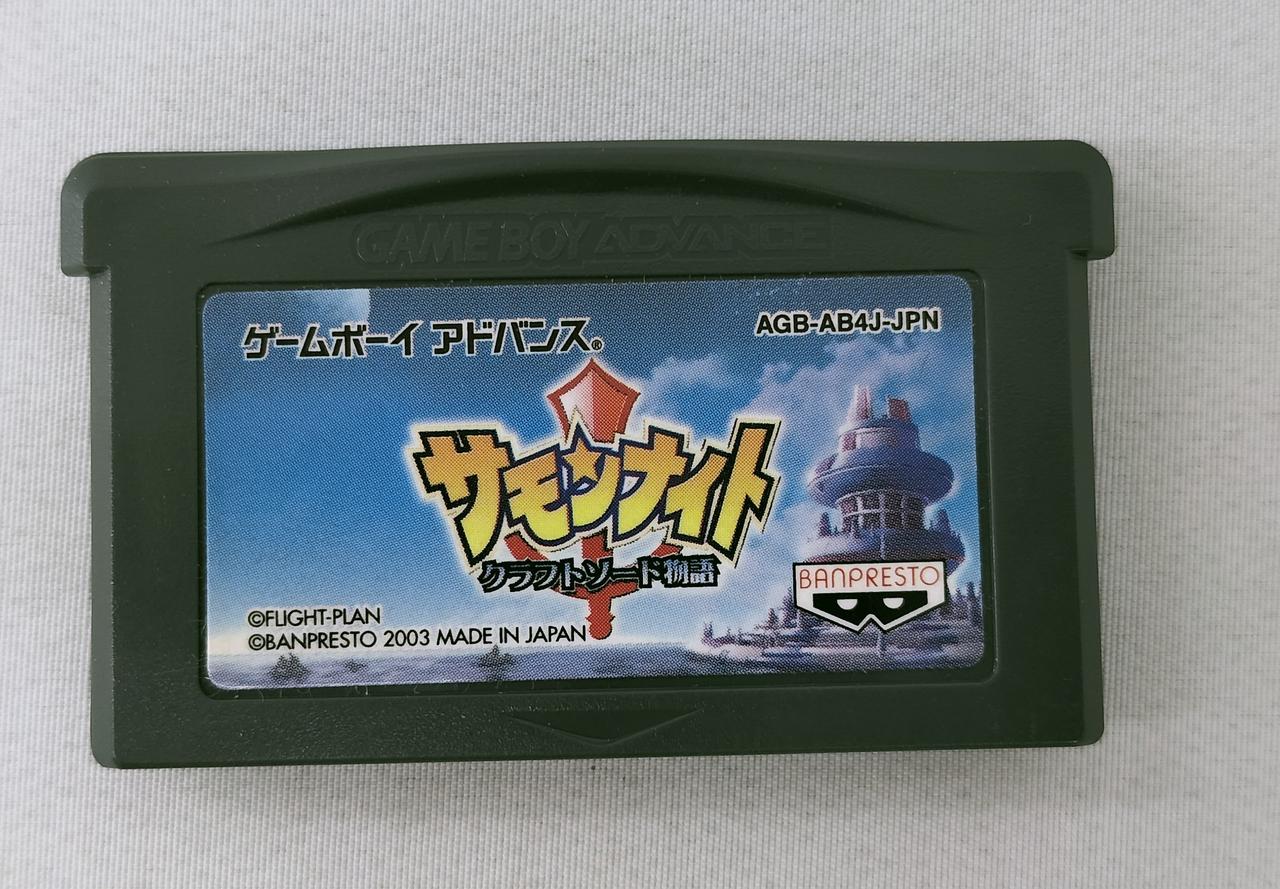 GAME BOY ADVANCE
ゲームボーイ アドバンス®
AGB-AB4J-JPN
サモンナイト
クラフトソード物語
BANPRESTO
©FLIGHT-PLAN
©BANPRESTO 2003 MADE IN JAPAN